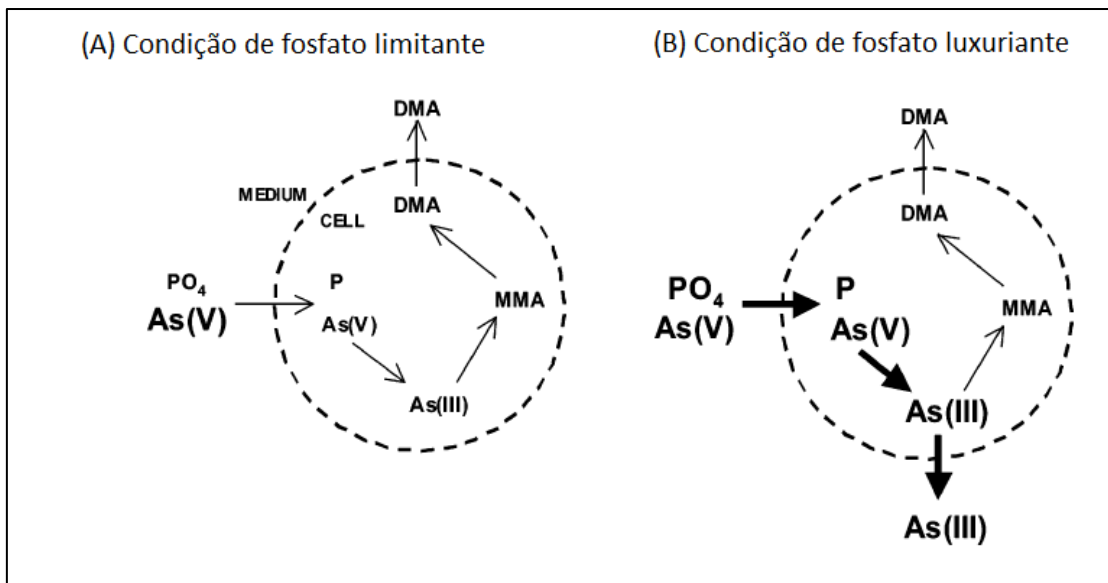 (A) Condição de fosfato limitante
DMA
MEDIUM
CELL
DMA
PO₄
As(V)
P
As(V)
MMA
As(III)
(B) Condição de fosfato luxuriante
DMA
DMA
PO₄
As(V)
P
As(V)
MMA
As(III)
As(III)